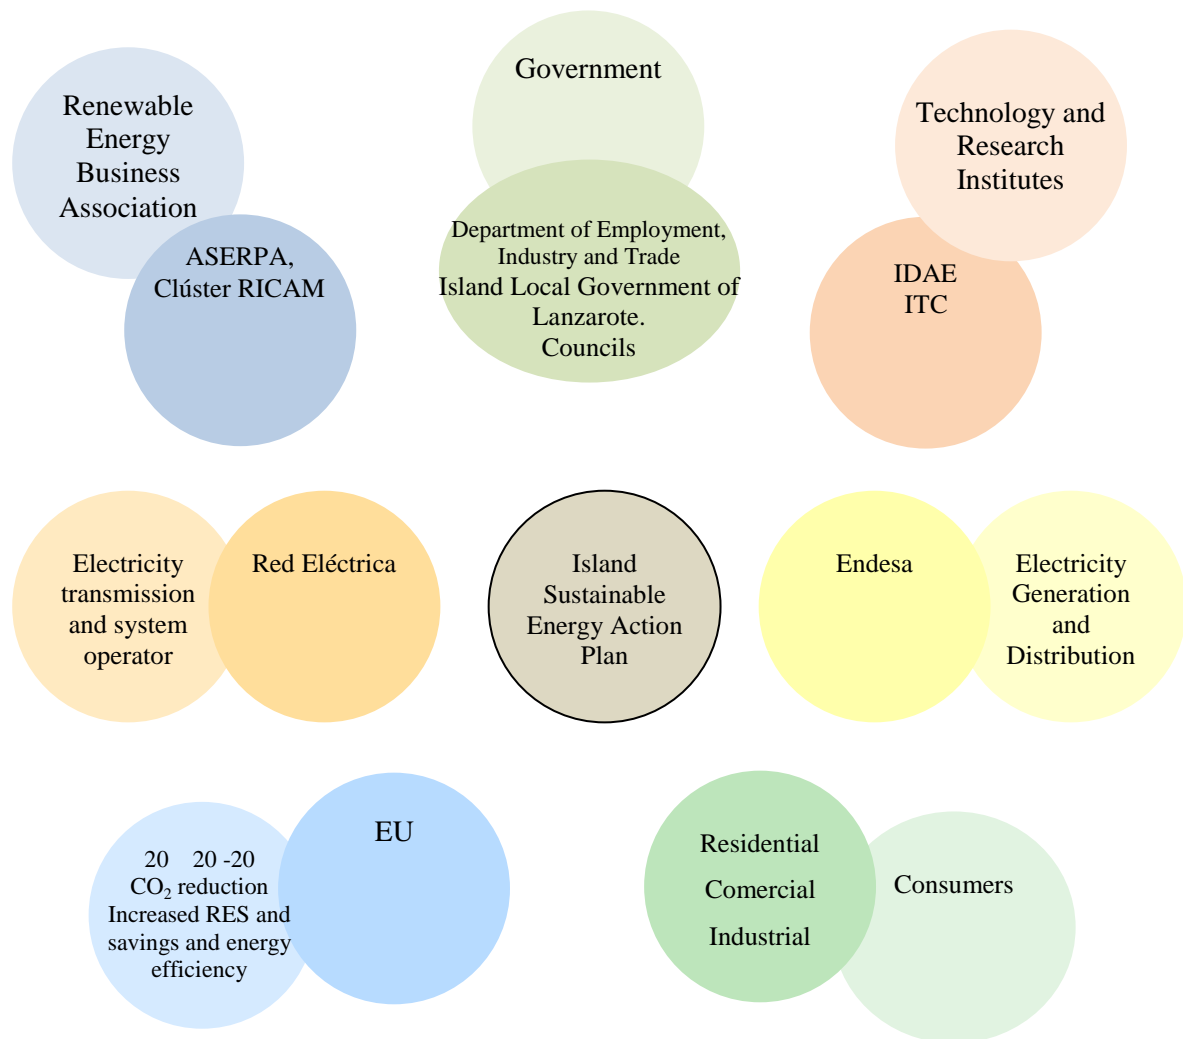 Renewable
Energy
Business
Association
ASERPA,
Clúster RICAM
Government
Department of Employment,
Industry and Trade
Island Local Government of
Lanzarote.
Councils
Technology and
Research
Institutes
IDAE
ITC
Electricity
transmission
and system
operator
Red Eléctrica
Island
Sustainable
Energy Action
Plan
Endesa
Electricity
Generation
and
Distribution
20 20 -20
CO₂ reduction
Increased RES and
savings and energy
efficiency
EU
Residential
Comercial
Industrial
Consumers